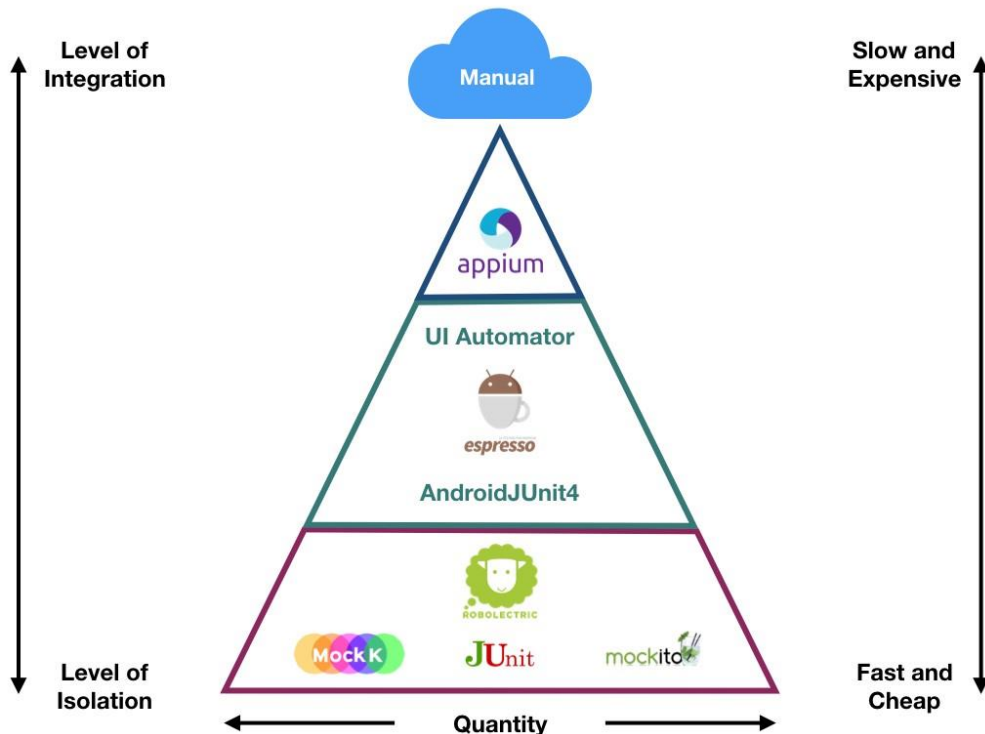 Level of
Integration
Manual
Slow and
Expensive
appium
UI Automator
espresso
AndroidJUnit4
ROBOLECTRIC
MockK
JUnit
mockito
Level of
Isolation
Fast and
Cheap
Quantity